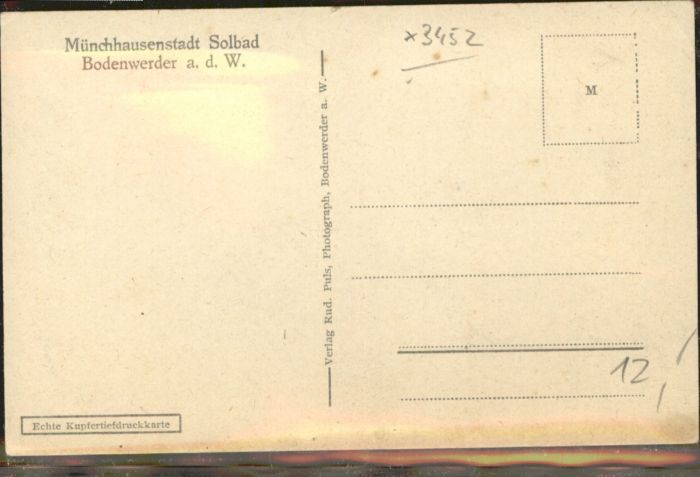 Münchhausenstadt Solbad
Bodenwerder a. d. W.
x3452
M
Verlag Rud. Puls, Photograph, Bodenwerder a. W.
12,
Echte Kupfertiefdruckkarte